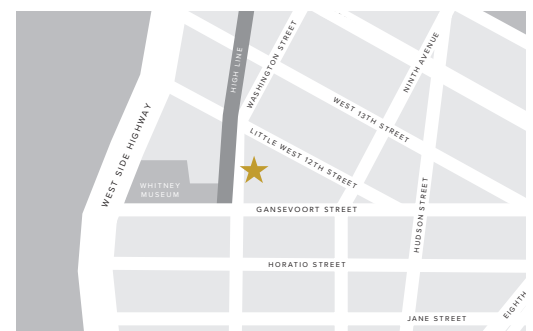 HIGH LINE
WASHINGTON STREET
NINTH AVENUE
WEST 13TH STREET
LITTLE WEST 12TH STREET
WEST SIDE HIGHWAY
WHITNEY
MUSEUM
GANSEVOORT STREET
HUDSON STREET
HORATIO STREET
JANE STREET
EIGHTH